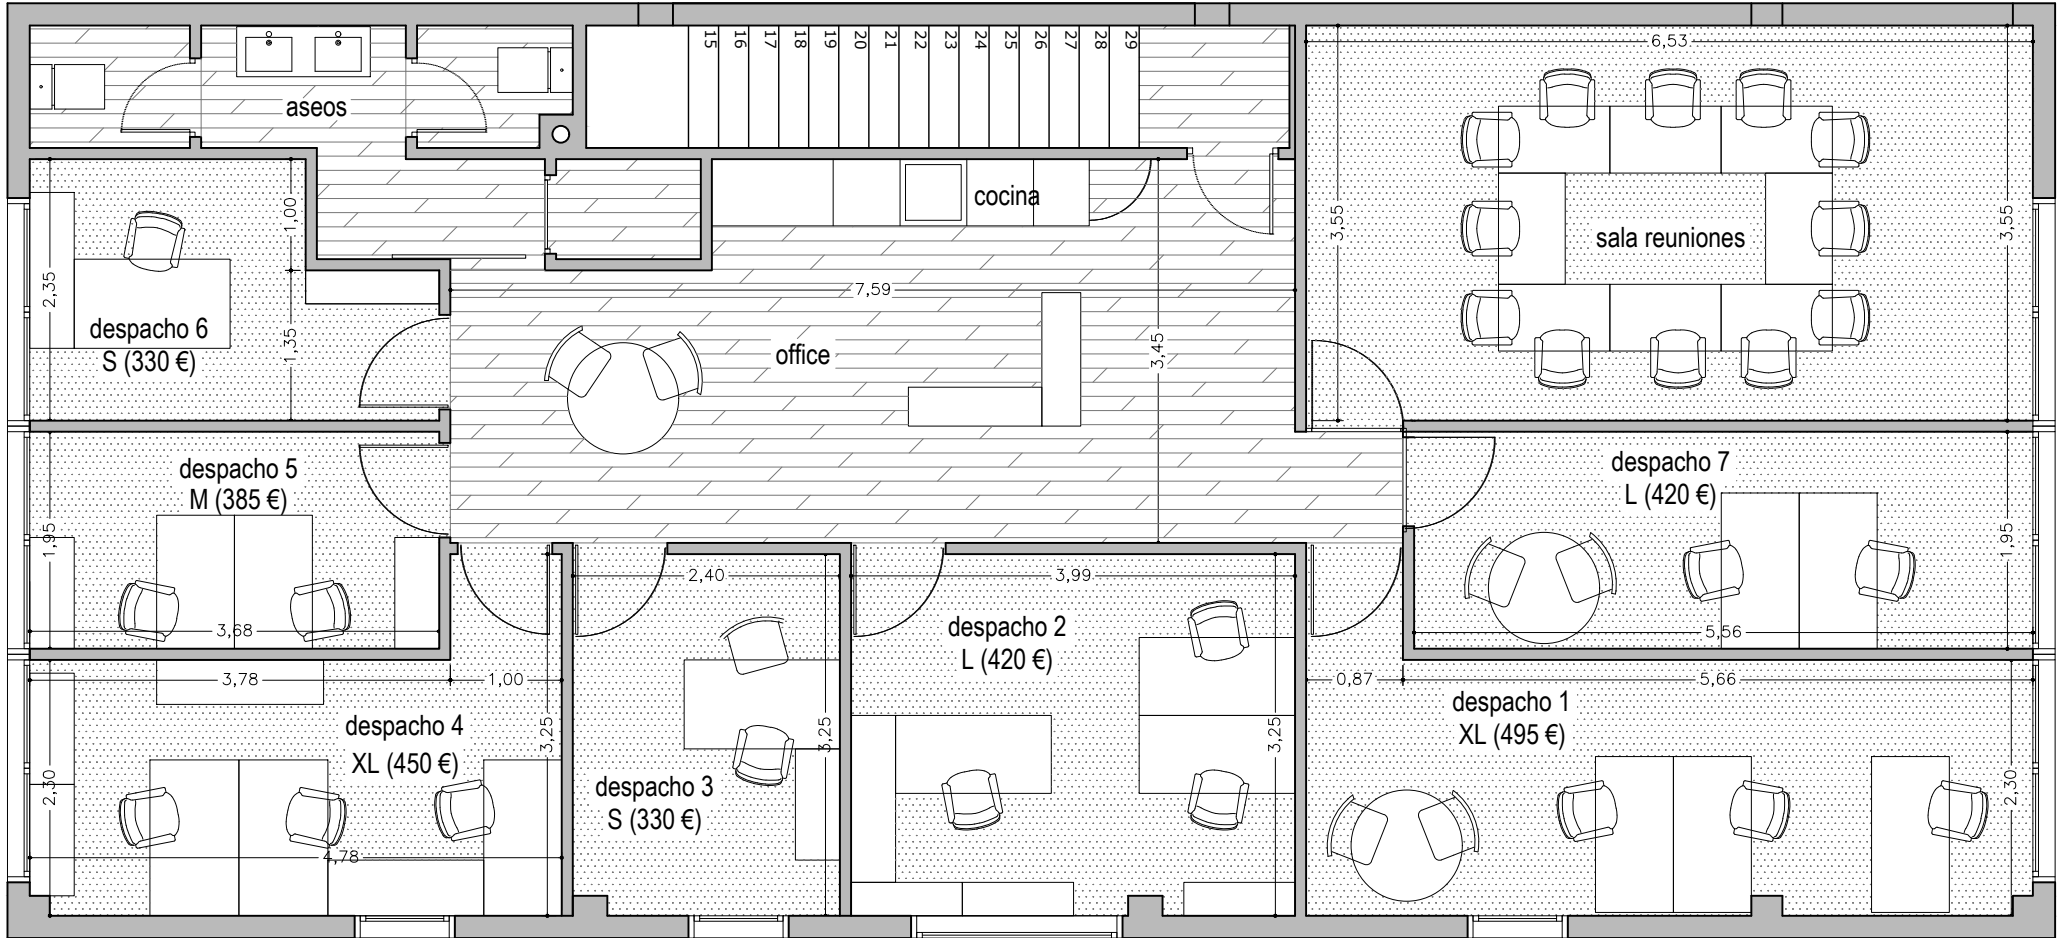 15
16
17
18
19
20
21
22
23
24
25
26
27
28
29
6,53
aseos
cocina
1,00
3,55
sala reuniones
3,55
2,35
7,59
despacho 6
S (330 €)
1,35
office
3,45
despacho 5
M (385 €)
despacho 7
L (420 €)
1,95
1,95
2,40
3,99
3,68
despacho 2
L (420 €)
5,56
3,78
1,00
0,87
5,66
despacho 4
XL (450 €)
3,25
3,25
3,25
despacho 1
XL (495 €)
2,30
despacho 3
S (330 €)
2,30
4,78